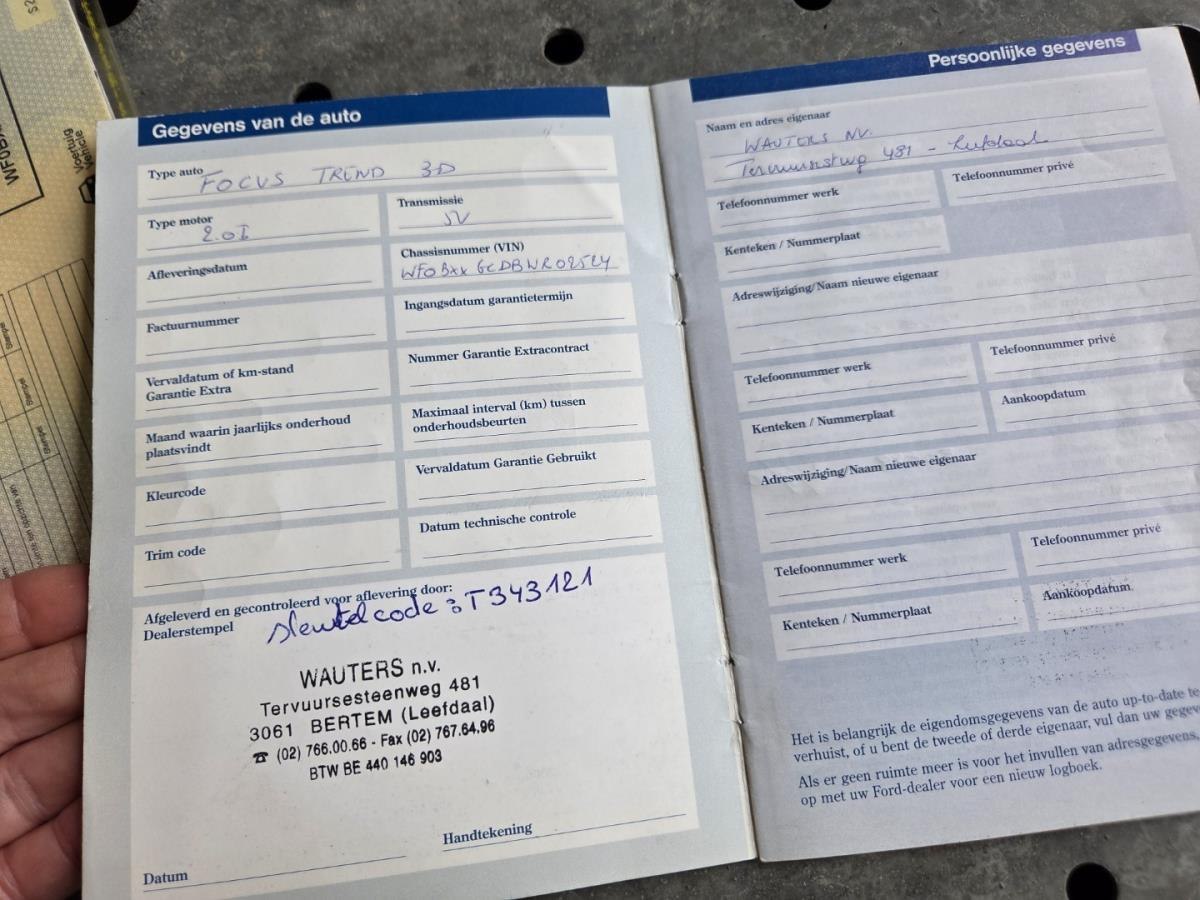 WF0BX
Voertuig
Vehicle
Stempel
Stempel
Gegevens van de auto
Type auto
FOCUS TREND 3D
Type motor
2.0I
Transmissie
5V
Afleveringsdatum
Chassisnummer (VIN)
WF0BXXGCDBWR02524
Factuurnummer
Ingangsdatum garantietermijn
Vervaldatum of km-stand
Garantie Extra
Nummer Garantie Extracontract
Maand waarin jaarlijks onderhoud
plaatsvindt
Maximaal interval (km) tussen
onderhoudsbeurten
Kleurcode
Vervaldatum Garantie Gebruikt
Trim code
Datum technische controle
Afgeleverd en gecontroleerd voor aflevering door:
Dealerstempel
sleutelcode : T343121
WAUTERS n.v.
Tervuursesteenweg 481
3061 BERTEM (Leefdaal)
☎ (02) 766.00.66 - Fax (02) 767.64.96
BTW BE 440 146 903
Datum
Handtekening
Persoonlijke gegevens
Naam en adres eigenaar
WAUTERS NV.
481 -
Telefoonnummer werk
Telefoonnummer privé
Kenteken / Nummerplaat
Adreswijziging/Naam nieuwe eigenaar
Telefoonnummer werk
Telefoonnummer privé
Kenteken / Nummerplaat
Aankoopdatum
Adreswijziging/Naam nieuwe eigenaar
Telefoonnummer werk
Telefoonnummer privé
Kenteken / Nummerplaat
Aankoopdatum
Het is belangrijk de eigendomsgegevens van de auto up-to-date te
verhuist, of u bent de tweede of derde eigenaar, vul dan uw gegev
Als er geen ruimte meer is voor het invullen van adresgegevens,
op met uw Ford-dealer voor een nieuw logboek.